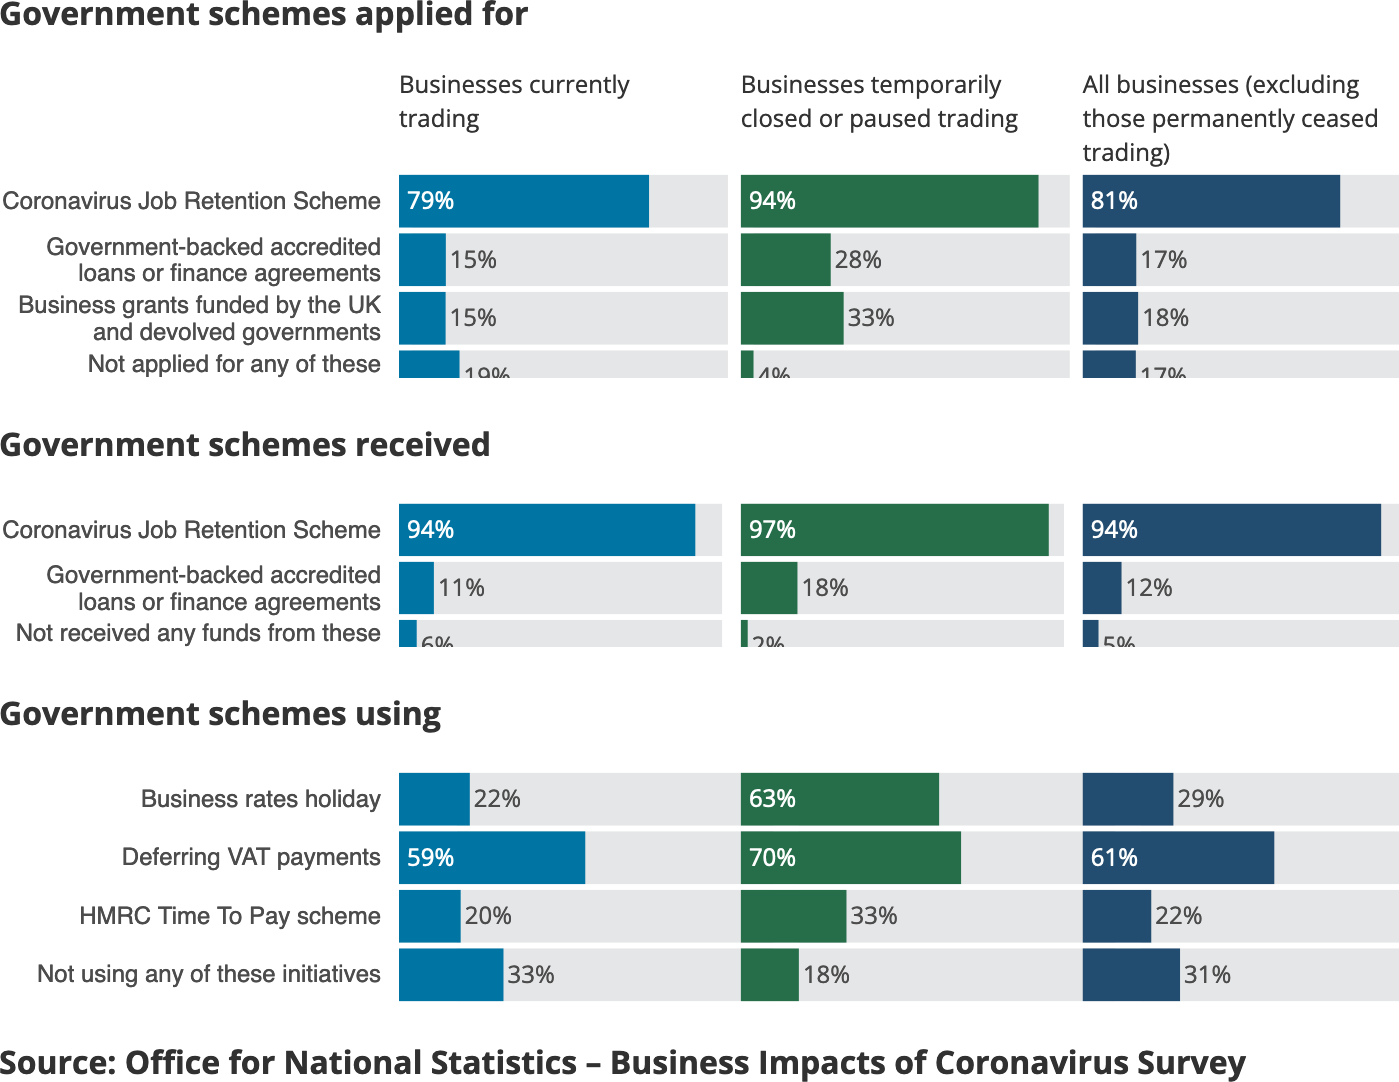 Government schemes applied for
Businesses currently
trading
Businesses temporarily
closed or paused trading
All businesses (excluding
those permanently ceased
trading)
Coronavirus Job Retention Scheme
79%
94%
81%
Government-backed accredited
loans or finance agreements
15%
28%
17%
Business grants funded by the UK
and devolved governments
15%
33%
18%
Not applied for any of these
19%
4%
17%
Government schemes received
Coronavirus Job Retention Scheme
94%
97%
94%
Government-backed accredited
loans or finance agreements
11%
18%
12%
Not received any funds from these
6%
2%
5%
Government schemes using
Business rates holiday
22%
63%
29%
Deferring VAT payments
59%
70%
61%
HMRC Time To Pay scheme
20%
33%
22%
Not using any of these initiatives
33%
18%
31%
Source: Office for National Statistics – Business Impacts of Coronavirus Survey